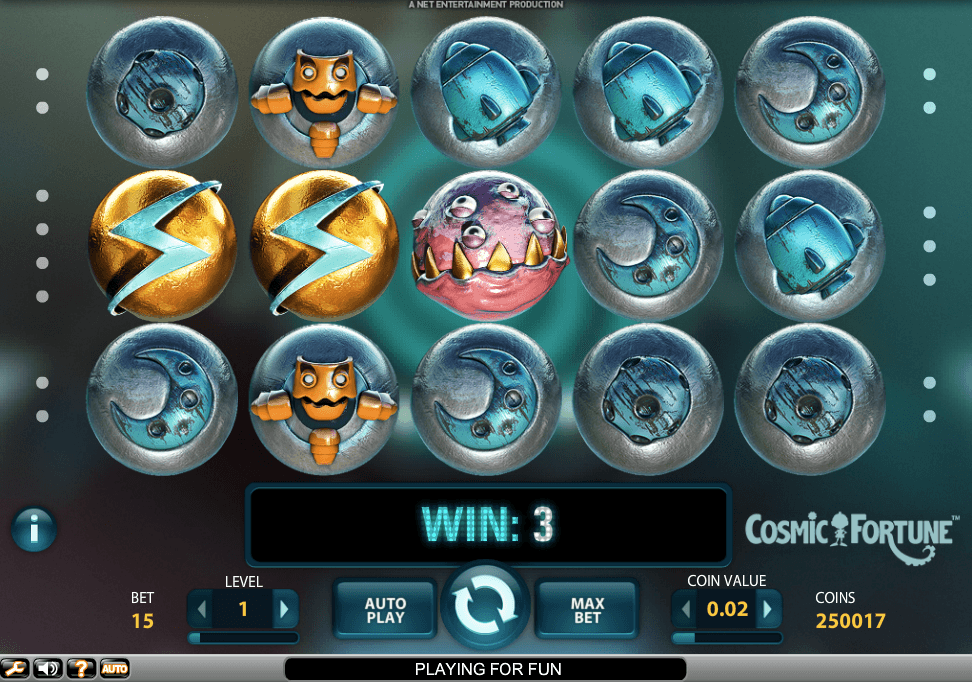 A NET ENTERTAINMENT PRODUCTION
WIN: 3
COSMIC FORTUNE™
BET
15
LEVEL
1
AUTO
PLAY
MAX
BET
COIN VALUE
0.02
COINS
250017
?
AUTO
PLAYING FOR FUN